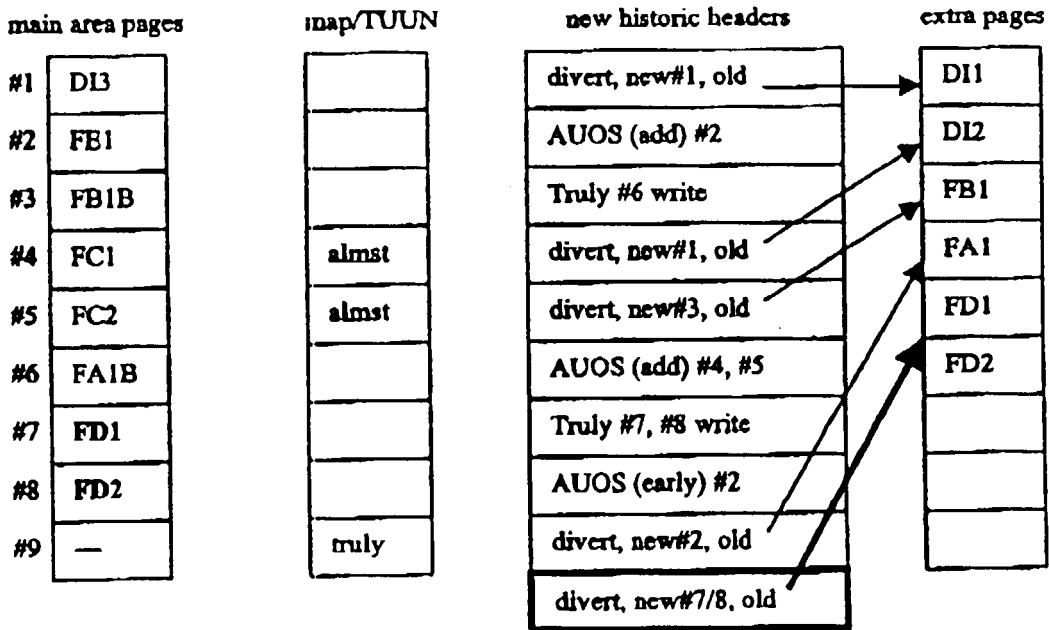 main area pages
map/TUUN
new historic headers
extra pages
#1 DI3
#2 FE1
#3 FB1B
#4 FC1
#5 FC2
#6 FA1B
#7 FD1
#8 FD2
#9 —
almst
almst
truly
divert, new#1, old
AUOS (add) #2
Truly #6 write
divert, new#1, old
divert, new#3, old
AUOS (add) #4, #5
Truly #7, #8 write
AUOS (early) #2
divert, new#2, old
divert, new#7/8, old
DI1
DI2
FB1
FA1
FD1
FD2